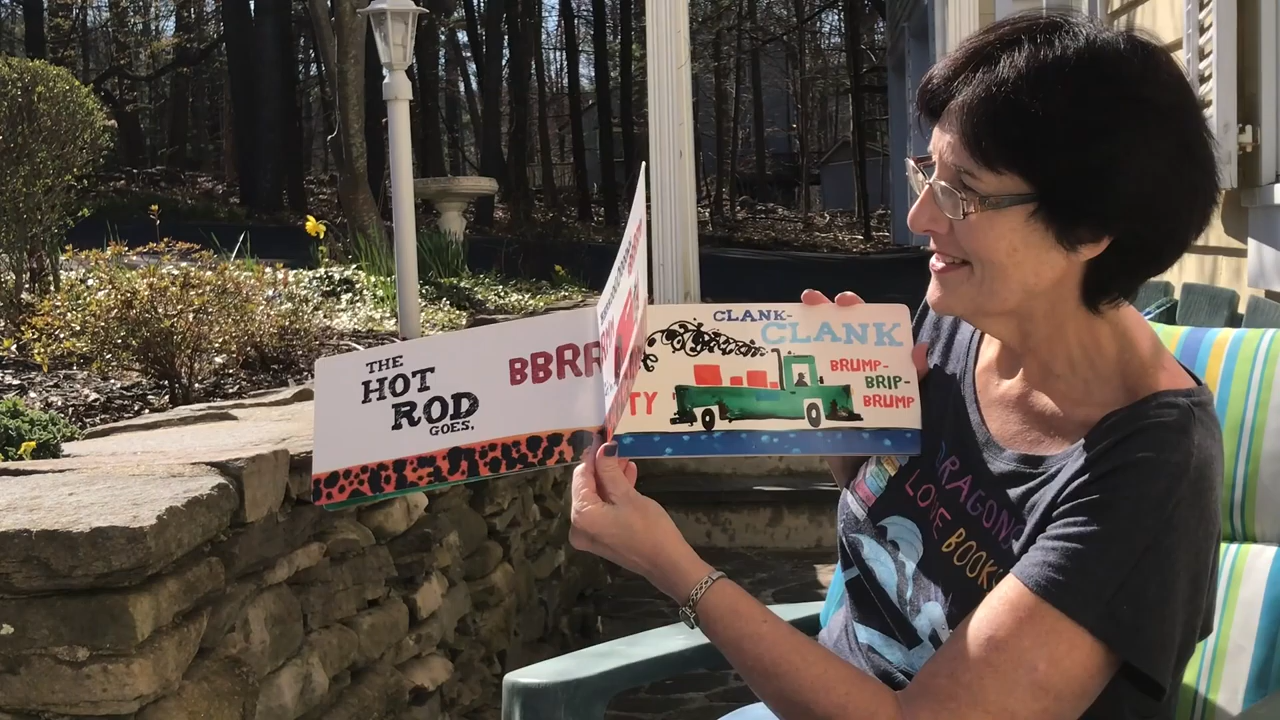 THE
HOT
ROD
GOES,
BBRR
TY
CLANK-
CLANK
BRUMP-
BRIP-
BRUMP
DRAGONS
LOVE BOOKS